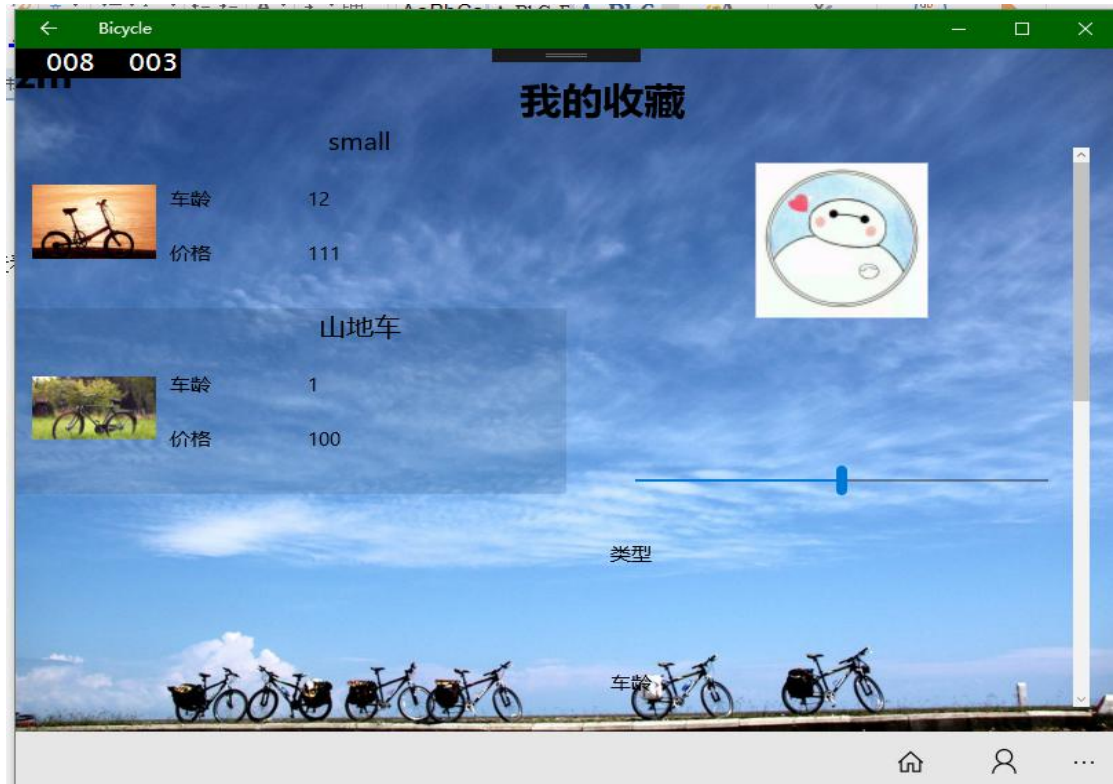 Bicycle
008 003
zm
我的收藏
small
车龄 12
价格 111
山地车
车龄 1
价格 100
类型
车龄